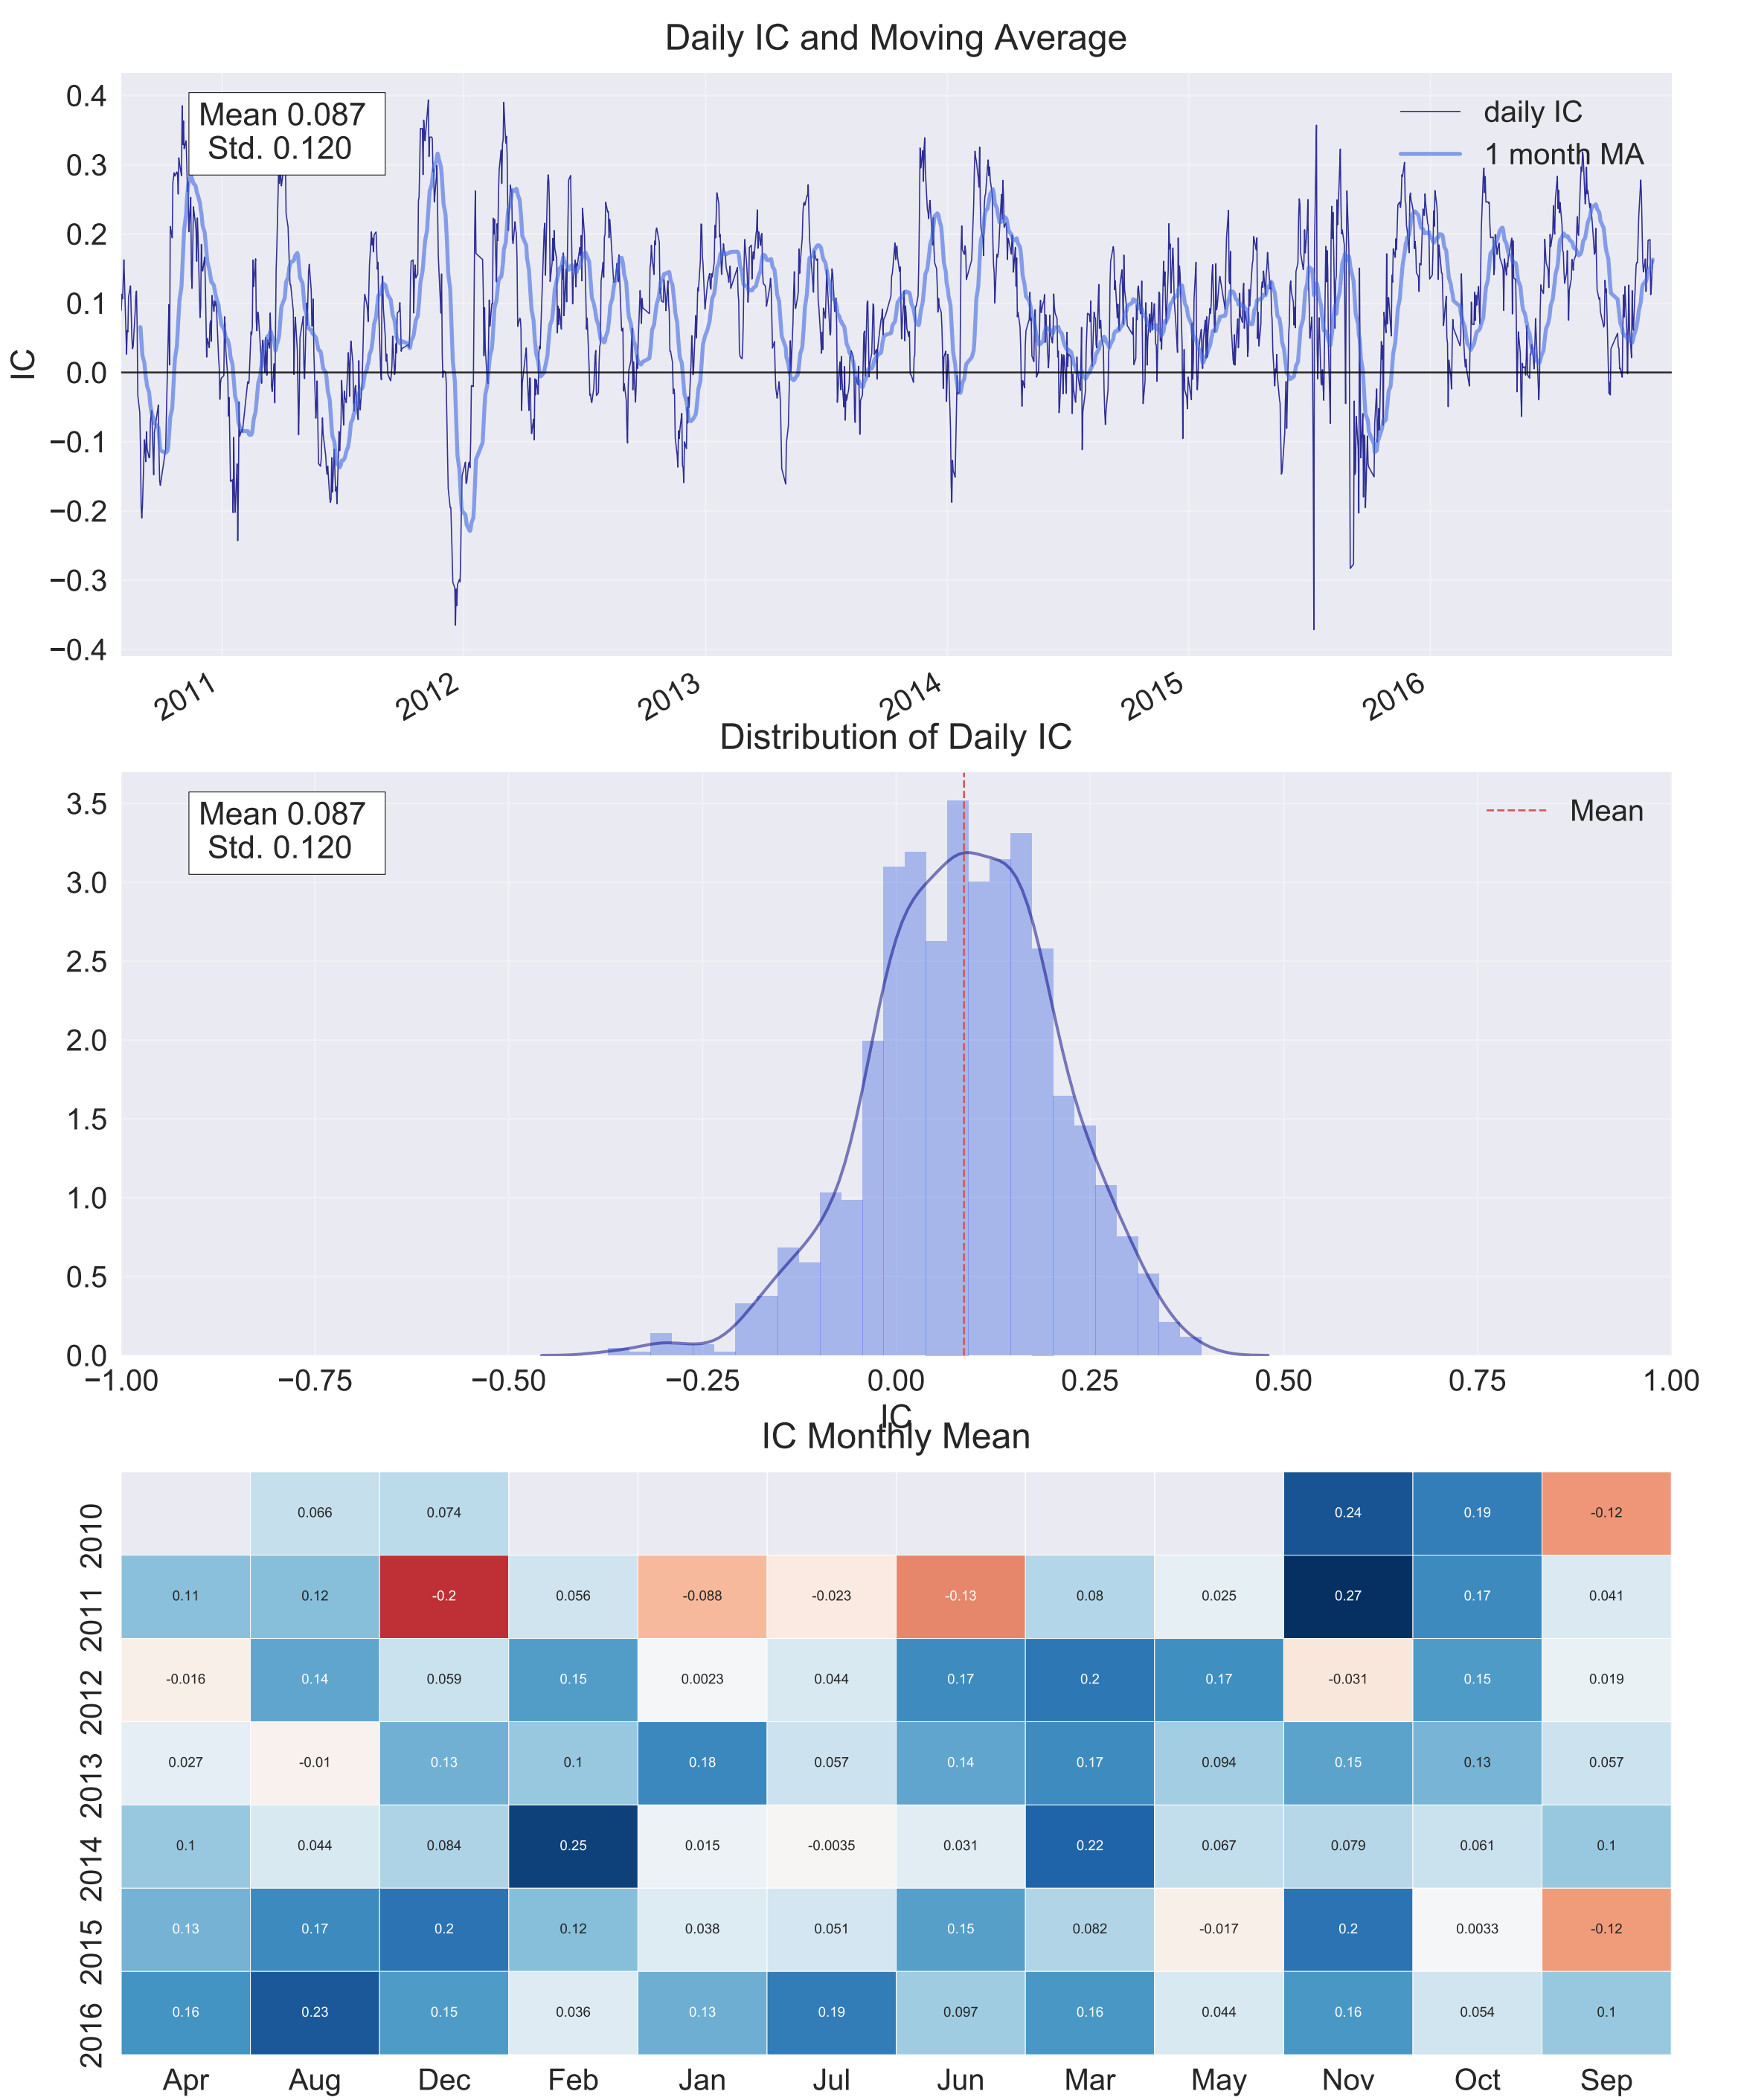 Daily IC and Moving Average
Mean 0.087
Std. 0.120
daily IC
1 month MA
0.4
0.3
0.2
0.1
0.0
−0.1
−0.2
−0.3
−0.4
IC
2011 2012 2013 2014 2015 2016
Distribution of Daily IC
Mean 0.087
Std. 0.120
Mean
3.5
3.0
2.5
2.0
1.5
1.0
0.5
0.0
−1.00 −0.75 −0.50 −0.25 0.00 0.25 0.50 0.75 1.00
IC
IC Monthly Mean
2010 0.066 0.074 0.24 0.19 -0.12
2011 0.11 0.12 -0.2 0.056 -0.088 -0.023 -0.13 0.08 0.025 0.27 0.17 0.041
2012 -0.016 0.14 0.059 0.15 0.0023 0.044 0.17 0.2 0.17 -0.031 0.15 0.019
2013 0.027 -0.01 0.13 0.1 0.18 0.057 0.14 0.17 0.094 0.15 0.13 0.057
2014 0.1 0.044 0.084 0.25 0.015 -0.0035 0.031 0.22 0.067 0.079 0.061 0.1
2015 0.13 0.17 0.2 0.12 0.038 0.051 0.15 0.082 -0.017 0.2 0.0033 -0.12
2016 0.16 0.23 0.15 0.036 0.13 0.19 0.097 0.16 0.044 0.16 0.054 0.1
Apr Aug Dec Feb Jan Jul Jun Mar May Nov Oct Sep